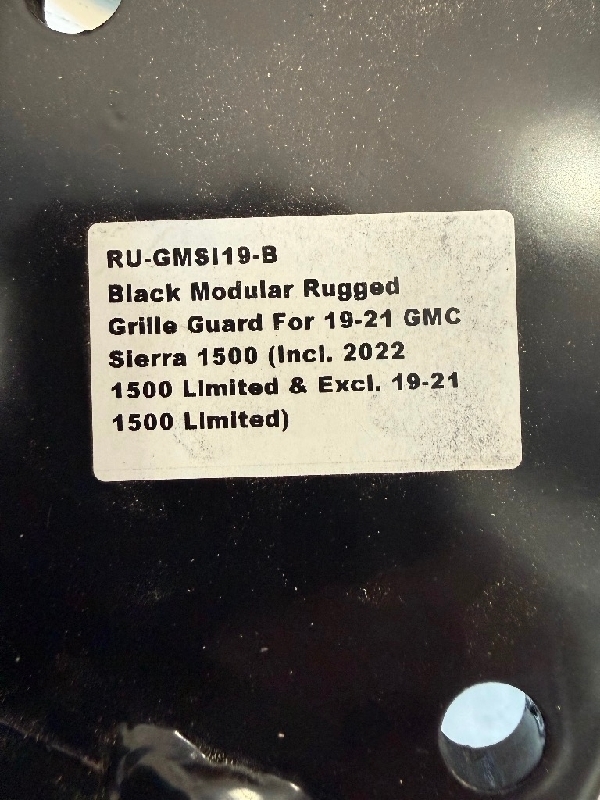 RU-GMSI19-B
Black Modular Rugged
Grille Guard For 19-21 GMC
Sierra 1500 (Incl. 2022
1500 Limited & Excl. 19-21
1500 Limited)